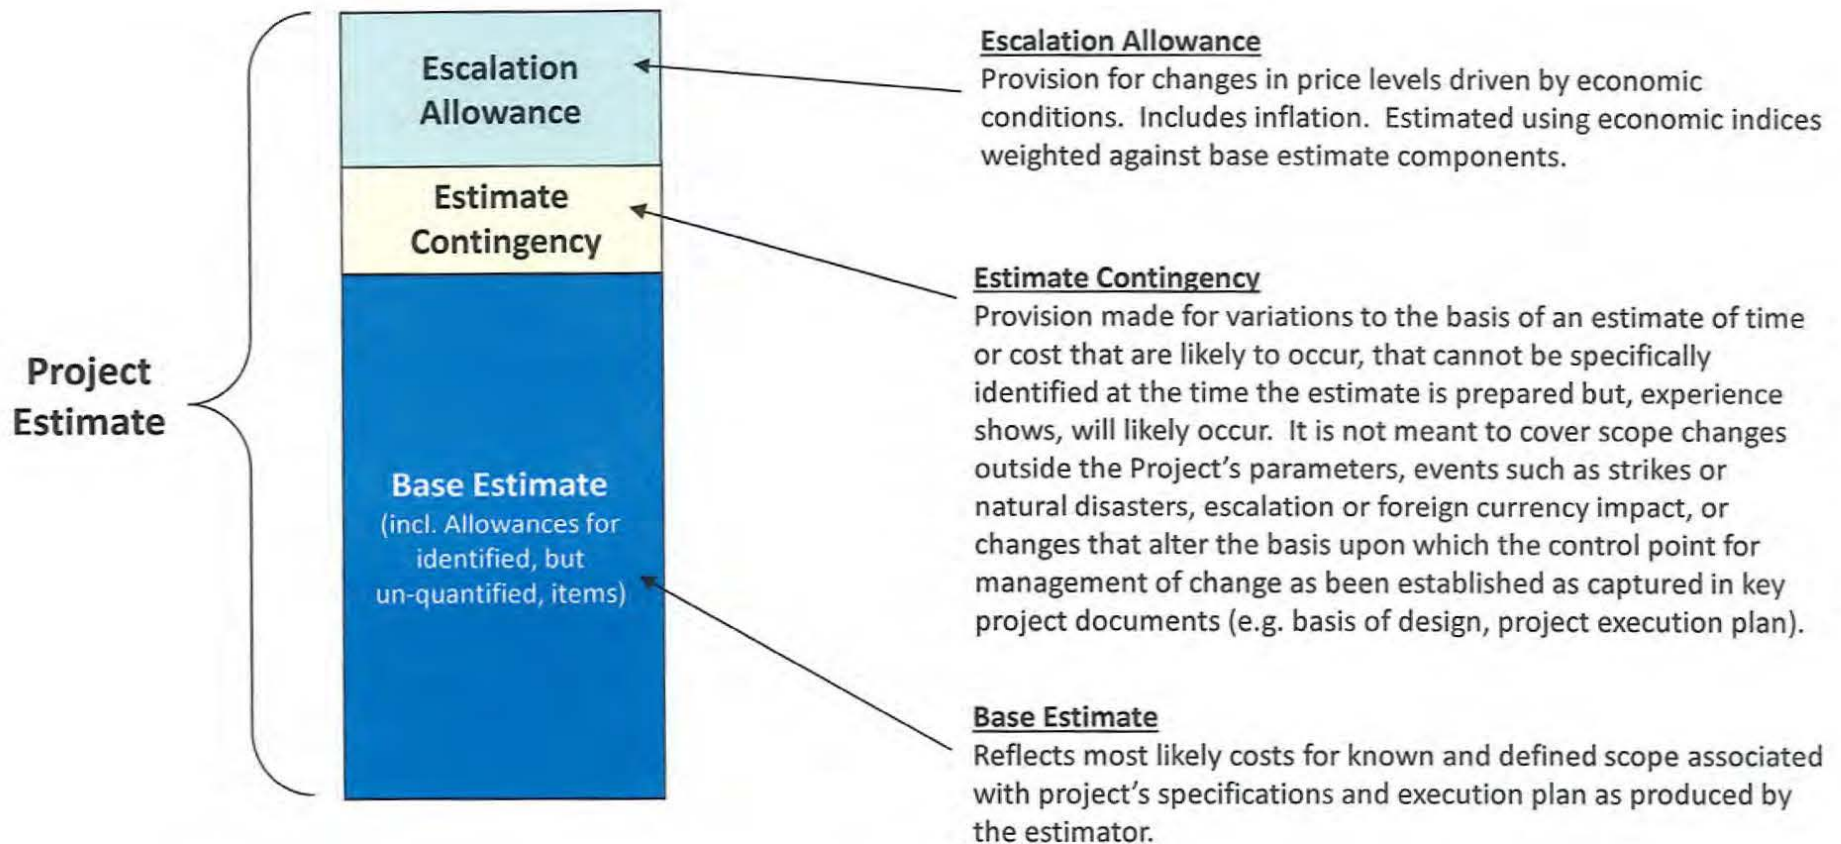 Project
Estimate
Escalation
Allowance
Estimate
Contingency
Base Estimate
(incl. Allowances for
identified, but
un-quantified, items)
Escalation Allowance
Provision for changes in price levels driven by economic
conditions.  Includes inflation.  Estimated using economic indices
weighted against base estimate components.
Estimate Contingency
Provision made for variations to the basis of an estimate of time
or cost that are likely to occur, that cannot be specifically
identified at the time the estimate is prepared but, experience
shows, will likely occur.  It is not meant to cover scope changes
outside the Project's parameters, events such as strikes or
natural disasters, escalation or foreign currency impact, or
changes that alter the basis upon which the control point for
management of change as been established as captured in key
project documents (e.g. basis of design, project execution plan).
Base Estimate
Reflects most likely costs for known and defined scope associated
with project's specifications and execution plan as produced by
the estimator.